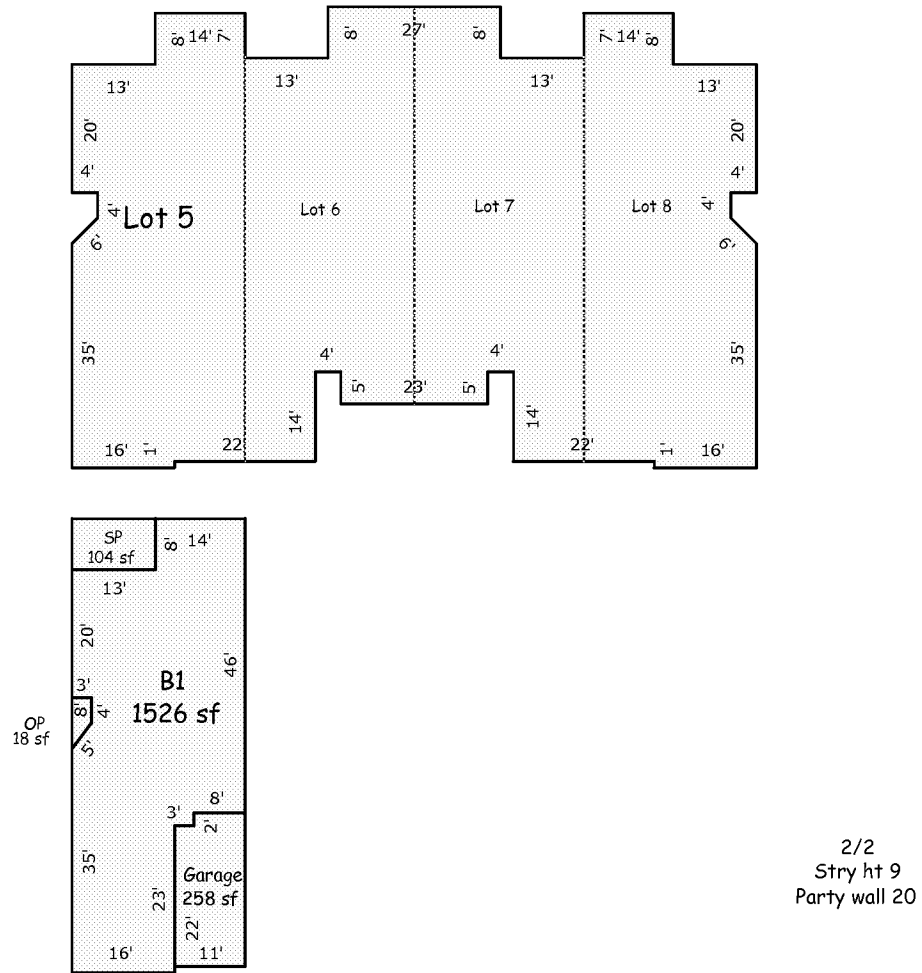 8' 14' 7' 8' 27' 8' 7' 14' 8'
13' 13' 13' 13'
20' 20'
4' 4'
4' Lot 5 Lot 6 Lot 7 Lot 8 4'
6' 6'
35' 4' 4' 35'
5' 23' 5'
14' 14'
16' 1' 22 22' 1' 16'
SP
104 sf
8' 14'
13'
20'
46'
B1
1526 sf
3'
8' 4'
OP
18 sf
5'
8'
3' 2'
35'
Garage
258 sf
23'
22'
16' 11'
2/2
Stry ht 9
Party wall 20